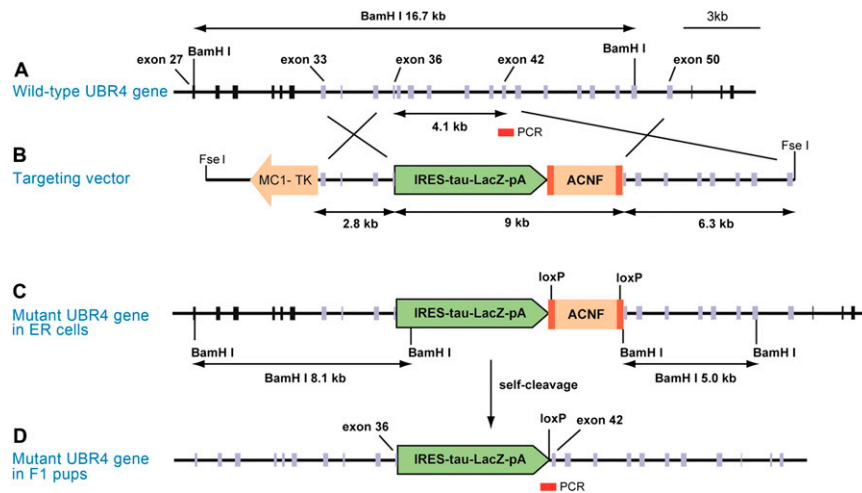 BamH I 16.7 kb
3kb
BamH I
BamH I
exon 27
exon 33
exon 36
exon 42
exon 50
A
Wild-type UBR4 gene
4.1 kb
PCR
B
Targeting vector
Fse I
Fse I
MC1- TK
IRES-tau-LacZ-pA
ACNF
2.8 kb
9 kb
6.3 kb
loxP
loxP
C
Mutant UBR4 gene
in ER cells
IRES-tau-LacZ-pA
ACNF
BamH I
BamH I
BamH I
BamH I
BamH I 8.1 kb
BamH I 5.0 kb
self-cleavage
loxP
exon 36
exon 42
D
Mutant UBR4 gene
in F1 pups
IRES-tau-LacZ-pA
PCR